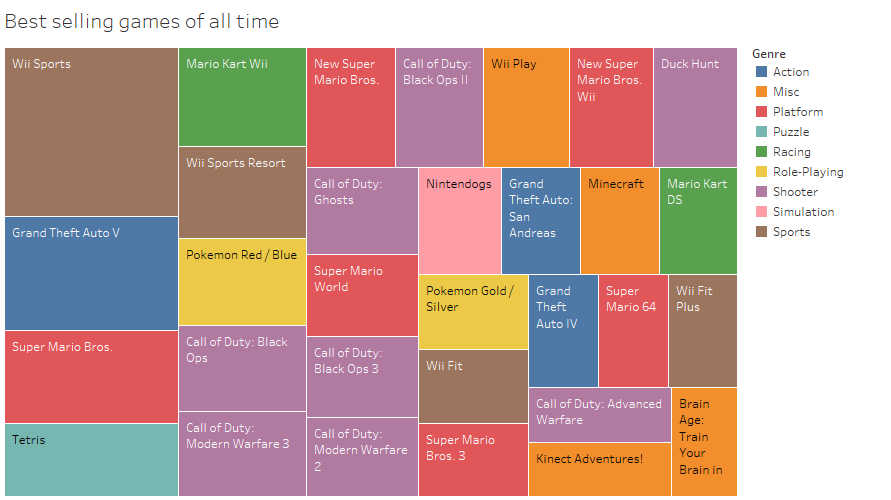 Best selling games of all time
Wii Sports
Grand Theft Auto V
Super Mario Bros.
Tetris
Mario Kart Wii
Wii Sports Resort
Pokemon Red / Blue
Call of Duty: Black
Ops
Call of Duty:
Modern Warfare 3
New Super
Mario Bros.
Call of Duty:
Black Ops II
Wii Play
New Super
Mario Bros.
Wii
Duck Hunt
Call of Duty:
Ghosts
Super Mario
World
Call of Duty:
Black Ops 3
Call of Duty:
Modern Warfare
2
Nintendogs
Grand
Theft Auto:
San
Andreas
Minecraft
Mario Kart
DS
Pokemon Gold /
Silver
Wii Fit
Super Mario
Bros. 3
Grand
Theft
Auto IV
Super
Mario 64
Wii Fit
Plus
Call of Duty: Advanced
Warfare
Kinect Adventures!
Brain
Age:
Train
Your
Brain in
Genre
Action
Misc
Platform
Puzzle
Racing
Role-Playing
Shooter
Simulation
Sports